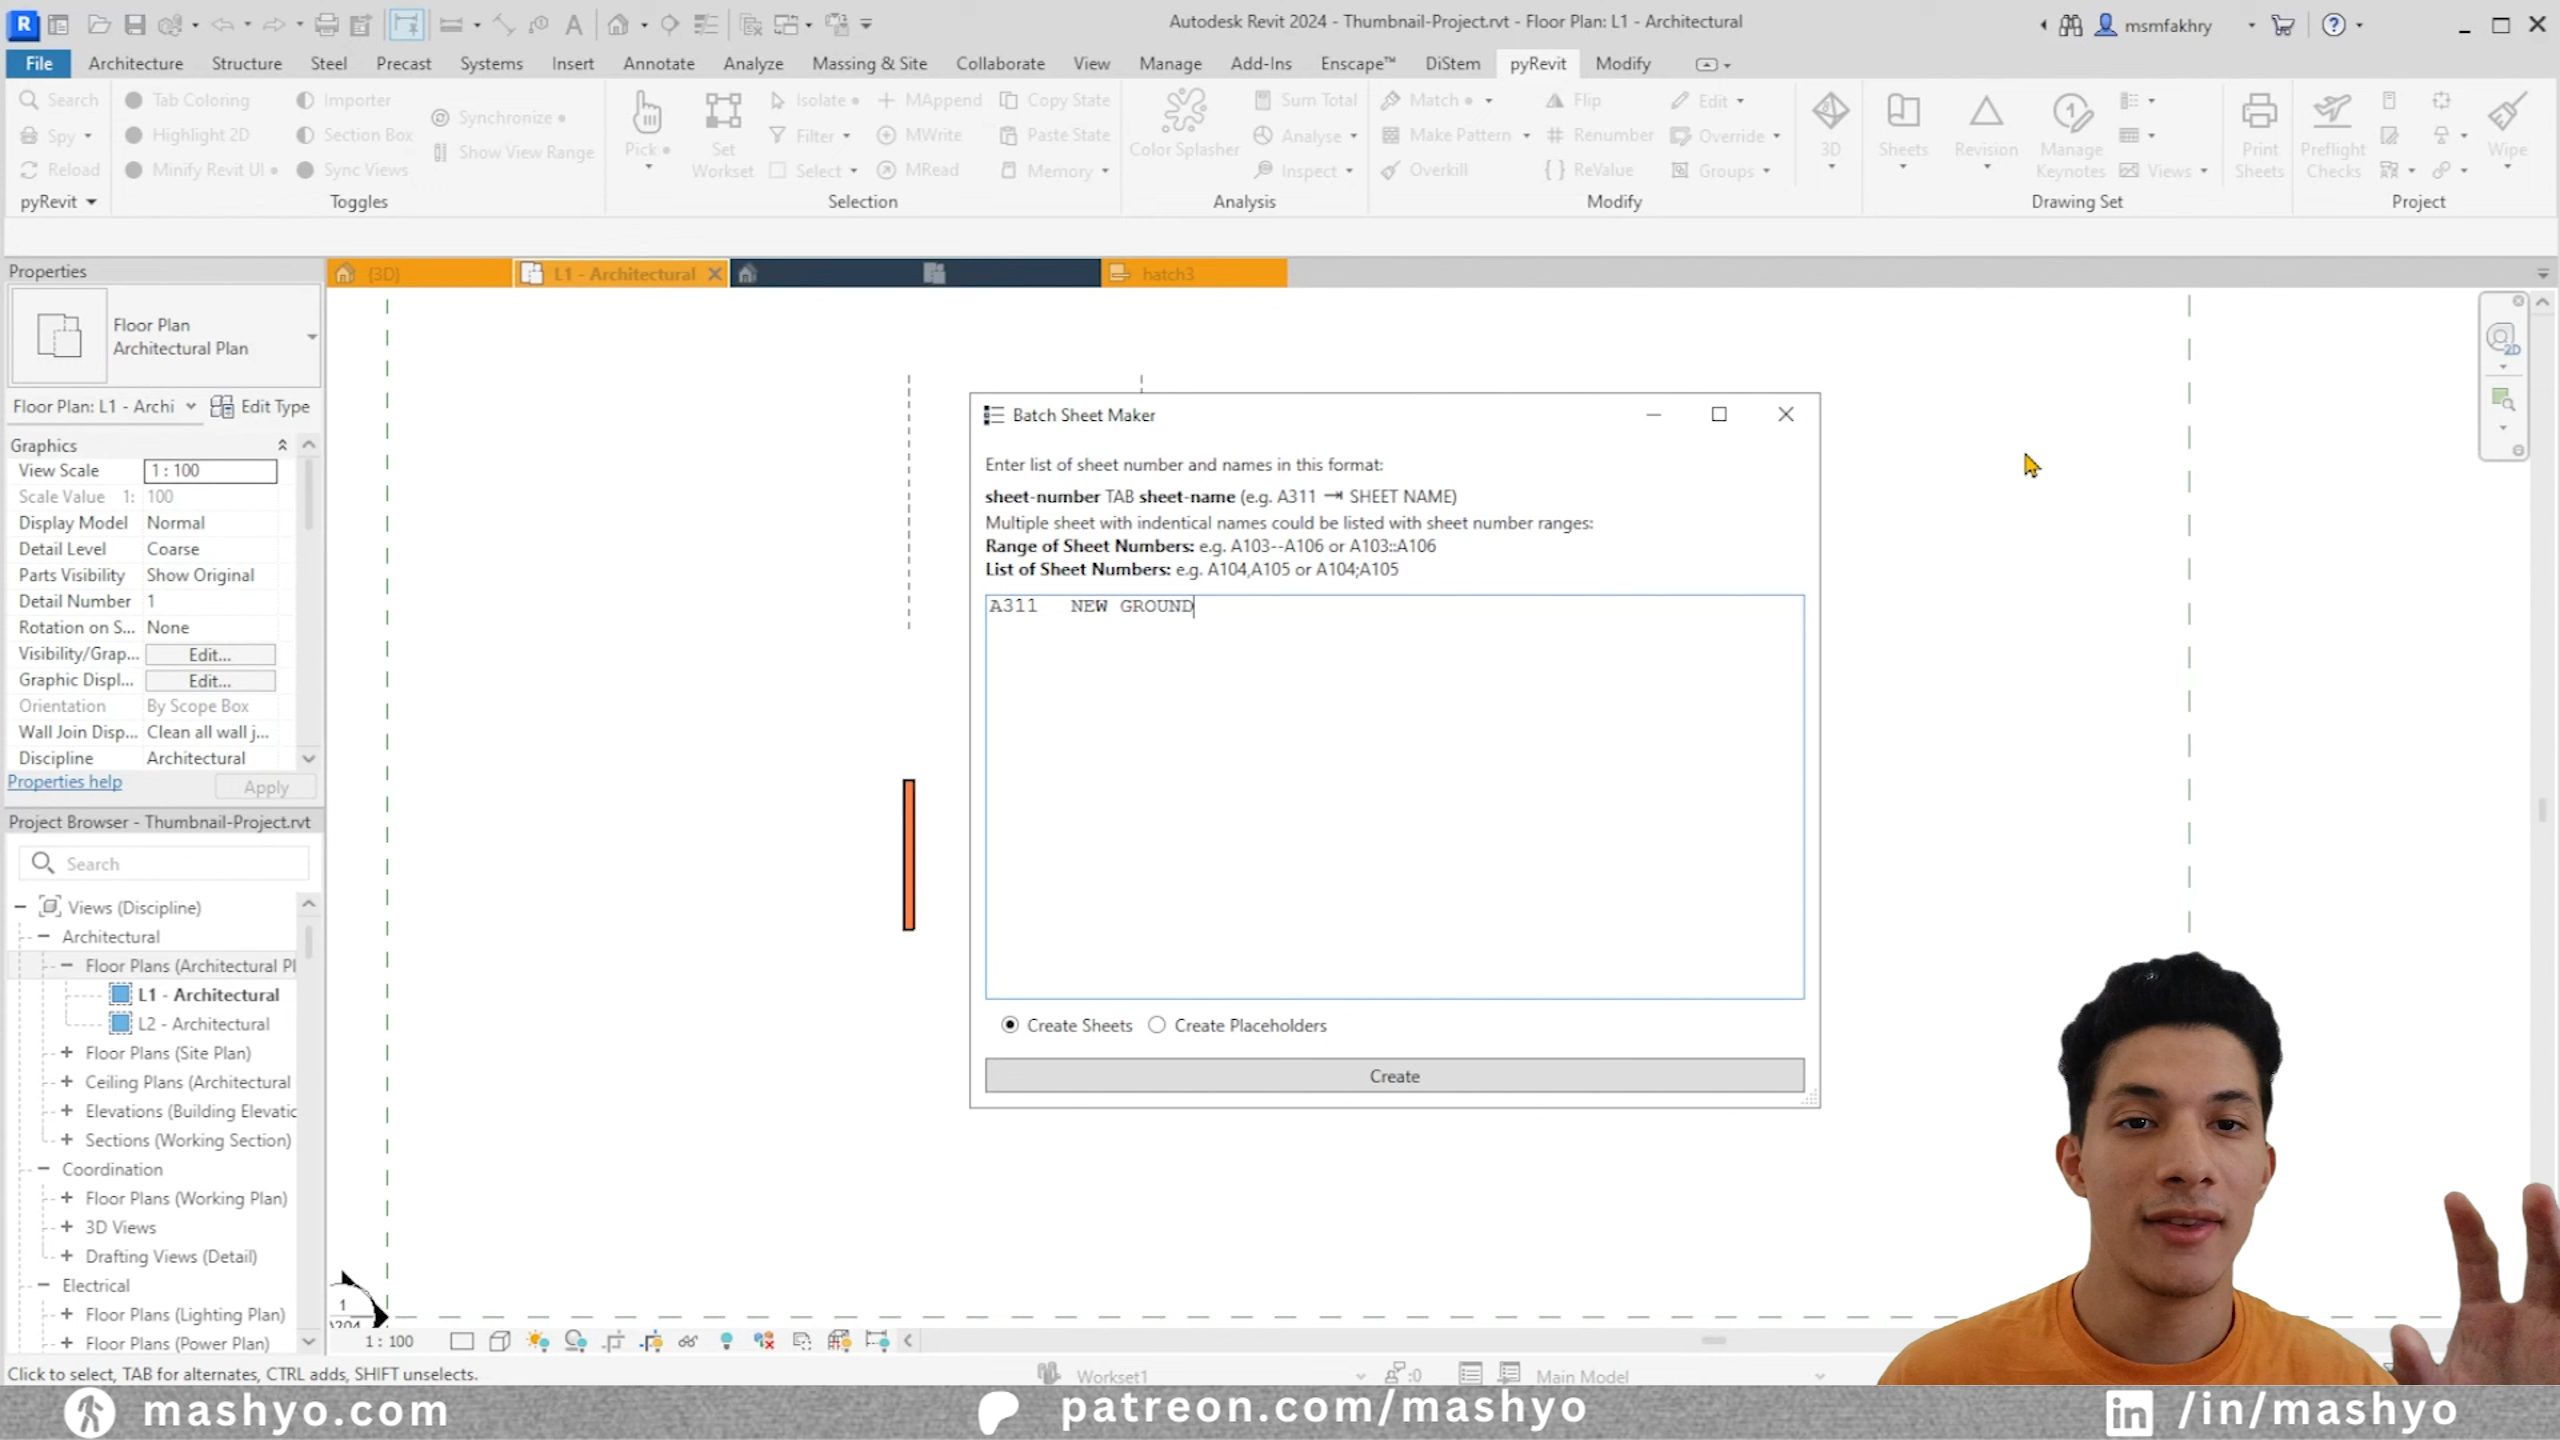 Autodesk Revit 2024 - Thumbnail-Project.rvt - Floor Plan: L1 - Architectural
msmfakhry
File Architecture Structure Steel Precast Systems Insert Annotate Analyze Massing & Site Collaborate View Manage Add-Ins Enscape™ DiStem pyRevit Modify
Search Tab Coloring Importer Synchronize Isolate MAppend Copy State Sum Total Match Flip Edit
Spy Highlight 2D Section Box Show View Range Pick Set Workset Filter MWrite Paste State Color Splasher Analyse Make Pattern Renumber Override 3D Sheets Revision Manage Keynotes Print Sheets Preflight Checks Wipe
Reload Minify Revit UI Sync Views Select MRead Memory Inspect Overkill ReValue Groups Views
pyRevit Toggles Selection Analysis Modify Drawing Set Project
Properties
{3D} L1 - Architectural hatch3
Floor Plan
Architectural Plan
Floor Plan: L1 - Archi Edit Type
Graphics
View Scale 1 : 100
Scale Value 1: 100
Display Model Normal
Detail Level Coarse
Parts Visibility Show Original
Detail Number 1
Rotation on S... None
Visibility/Grap... Edit...
Graphic Displ... Edit...
Orientation By Scope Box
Wall Join Disp... Clean all wall j...
Discipline Architectural
Properties help Apply
Project Browser - Thumbnail-Project.rvt
Search
Views (Discipline)
Architectural
Floor Plans (Architectural Pl
L1 - Architectural
L2 - Architectural
Floor Plans (Site Plan)
Ceiling Plans (Architectural
Elevations (Building Elevatio
Sections (Working Section)
Coordination
Floor Plans (Working Plan)
3D Views
Drafting Views (Detail)
Electrical
Floor Plans (Lighting Plan)
Floor Plans (Power Plan)
Batch Sheet Maker
Enter list of sheet number and names in this format:
sheet-number TAB sheet-name (e.g. A311 ⇥ SHEET NAME)
Multiple sheet with indentical names could be listed with sheet number ranges:
Range of Sheet Numbers: e.g. A103--A106 or A103::A106
List of Sheet Numbers: e.g. A104,A105 or A104;A105
A311 NEW GROUND
Create Sheets Create Placeholders
Create
2D
1
1 : 100
Click to select, TAB for alternates, CTRL adds, SHIFT unselects.
Workset1 :0 Main Model
mashyo.com patreon.com/mashyo in /in/mashyo